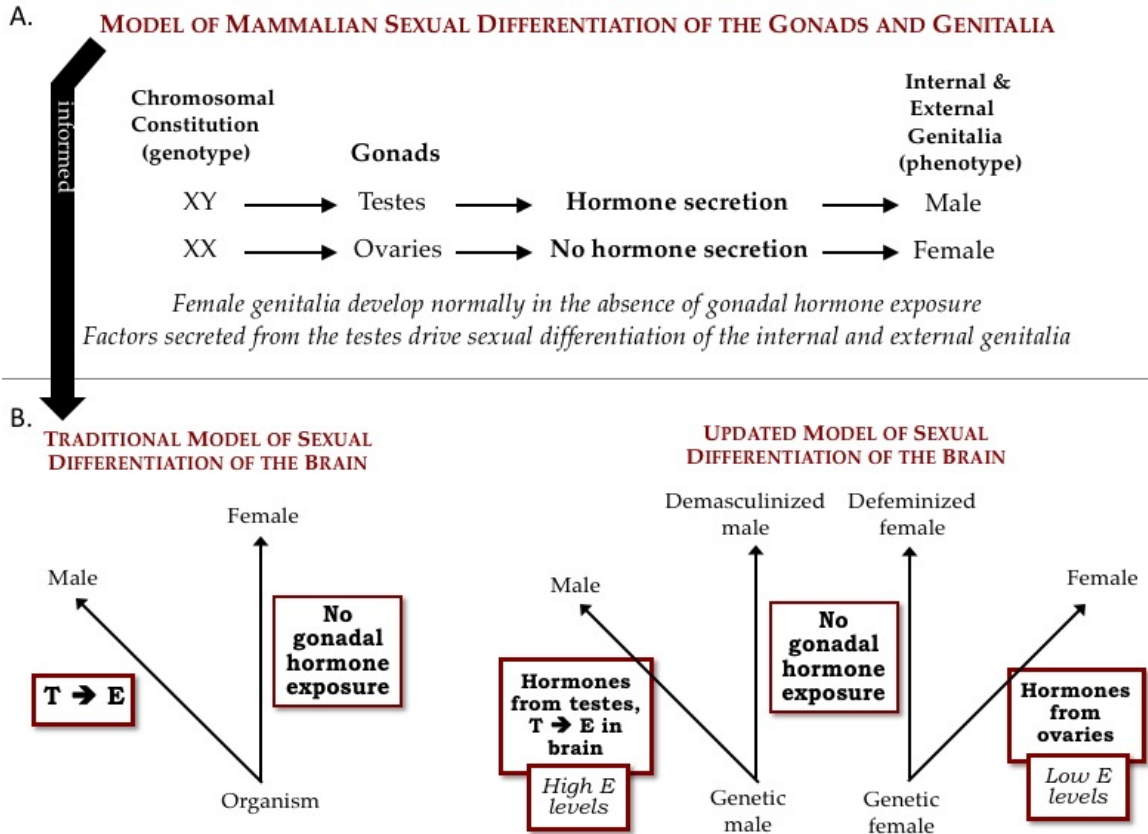 A.
MODEL OF MAMMALIAN SEXUAL DIFFERENTIATION OF THE GONADS AND GENITALIA
informed
Chromosomal
Constitution
(genotype)
Gonads
Internal &
External
Genitalia
(phenotype)
XY
Testes
Hormone secretion
Male
XX
Ovaries
No hormone secretion
Female
Female genitalia develop normally in the absence of gonadal hormone exposure
Factors secreted from the testes drive sexual differentiation of the internal and external genitalia
B.
TRADITIONAL MODEL OF SEXUAL
DIFFERENTIATION OF THE BRAIN
Female
Male
No
gonadal
hormone
exposure
T ➔ E
Organism
UPDATED MODEL OF SEXUAL
DIFFERENTIATION OF THE BRAIN
Demasculinized
male
Defeminized
female
Male
Female
No
gonadal
hormone
exposure
Hormones
from testes,
T ➔ E in
brain
High E
levels
Hormones
from
ovaries
Low E
levels
Genetic
male
Genetic
female